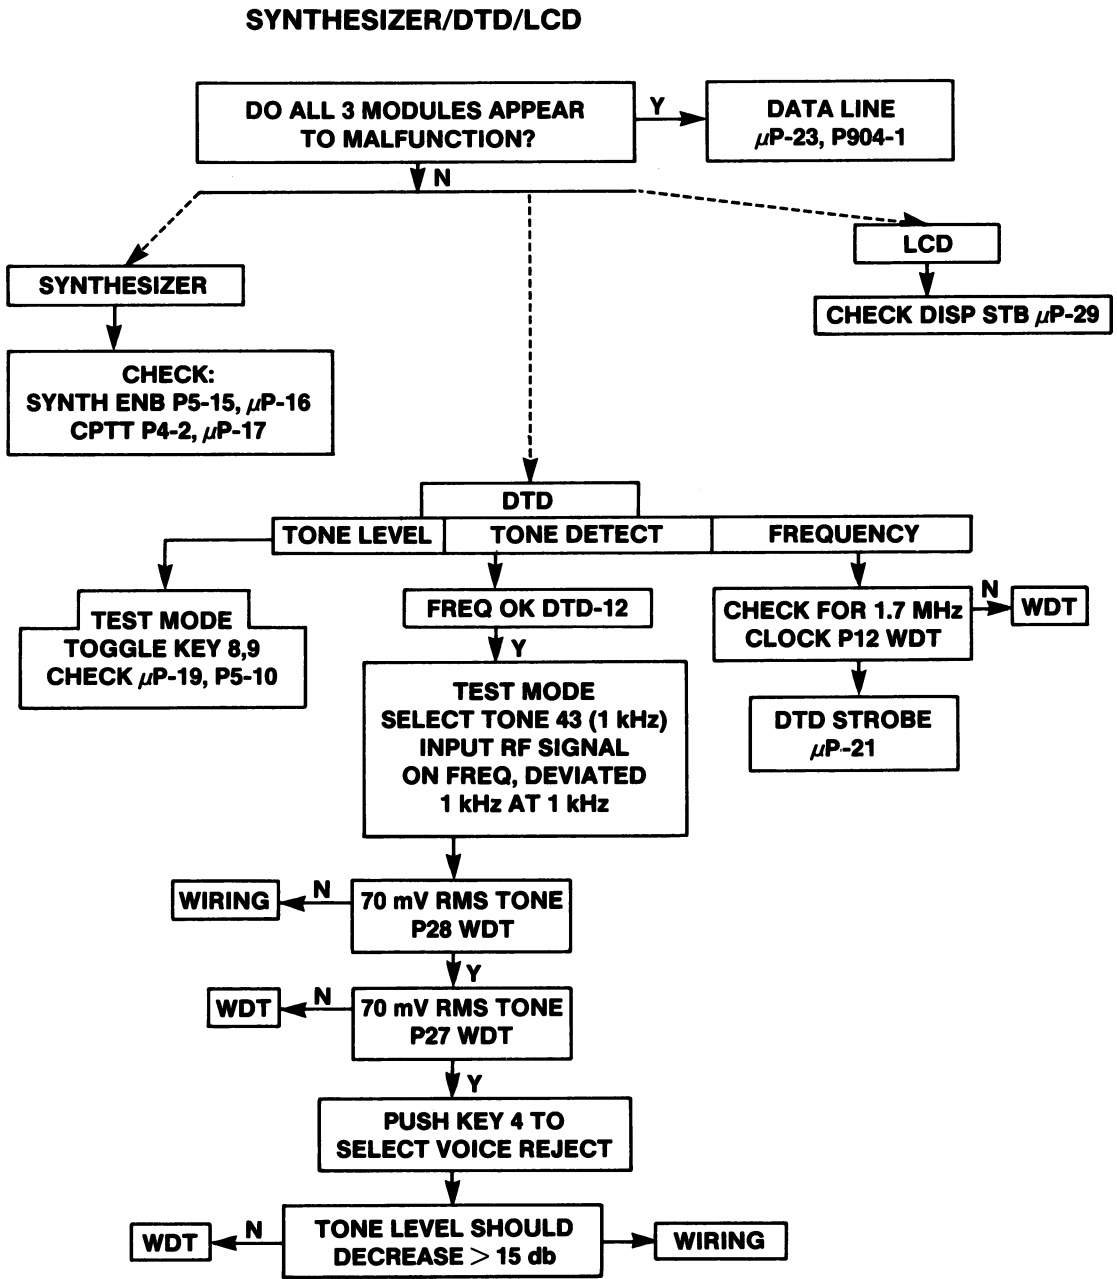 SYNTHESIZER/DTD/LCD
DO ALL 3 MODULES APPEAR
TO MALFUNCTION?
Y
DATA LINE
μP-23, P904-1
N
LCD
CHECK DISP STB μP-29
SYNTHESIZER
CHECK:
SYNTH ENB P5-15, μP-16
CPTT P4-2, μP-17
DTD
TONE LEVEL
TONE DETECT
FREQUENCY
TEST MODE
TOGGLE KEY 8,9
CHECK μP-19, P5-10
FREQ OK DTD-12
Y
CHECK FOR 1.7 MHz
CLOCK P12 WDT
N
WDT
DTD STROBE
μP-21
TEST MODE
SELECT TONE 43 (1 kHz)
INPUT RF SIGNAL
ON FREQ, DEVIATED
1 kHz AT 1 kHz
WIRING
N
70 mV RMS TONE
P28 WDT
Y
WDT
N
70 mV RMS TONE
P27 WDT
Y
PUSH KEY 4 TO
SELECT VOICE REJECT
WDT
N
TONE LEVEL SHOULD
DECREASE > 15 db
WIRING